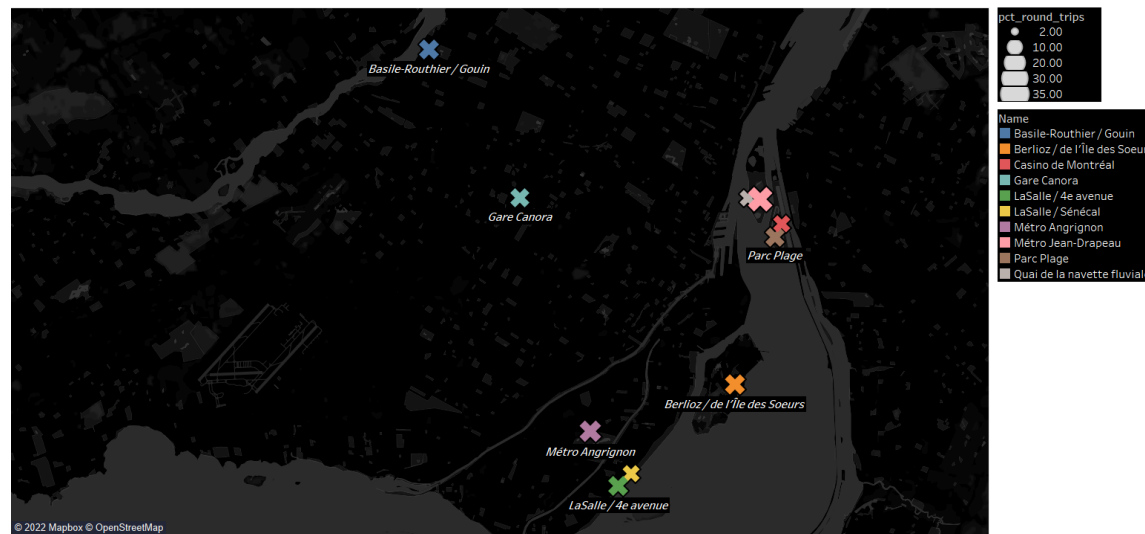 Basile-Routhier / Gouin
Gare Canora
Parc Plage
Berlioz / de l'Île des Soeurs
Métro Angrignon
LaSalle / 4e avenue
© 2022 Mapbox © OpenStreetMap
pct_round_trips
2.00
10.00
20.00
30.00
35.00
Name
Basile-Routhier / Gouin
Berlioz / de l'Île des Soeurs
Casino de Montréal
Gare Canora
LaSalle / 4e avenue
LaSalle / Sénécal
Métro Angrignon
Métro Jean-Drapeau
Parc Plage
Quai de la navette fluviale